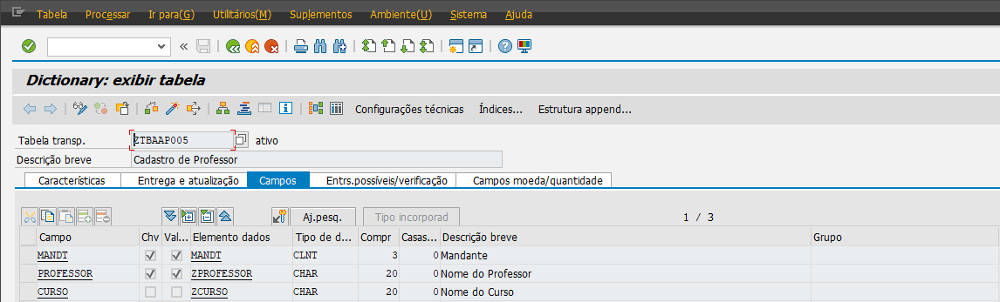 Tabela Processar Ir para(G) Utilitários(M) Suplementos Ambiente(U) Sistema Ajuda
Dictionary: exibir tabela
Configurações técnicas Índices... Estrutura append...
Tabela transp. ZTBAAP005 ativo
Descrição breve Cadastro de Professor
Características Entrega e atualização Campos Entrs.possíveis/verificação Campos moeda/quantidade
Aj.pesq. Tipo incorporad 1 / 3
Campo Chv Val... Elemento dados Tipo de d... Compr Casas... Descrição breve Grupo
MANDT MANDT CLNT 3 0 Mandante
PROFESSOR ZPROFESSOR CHAR 20 0 Nome do Professor
CURSO ZCURSO CHAR 20 0 Nome do Curso